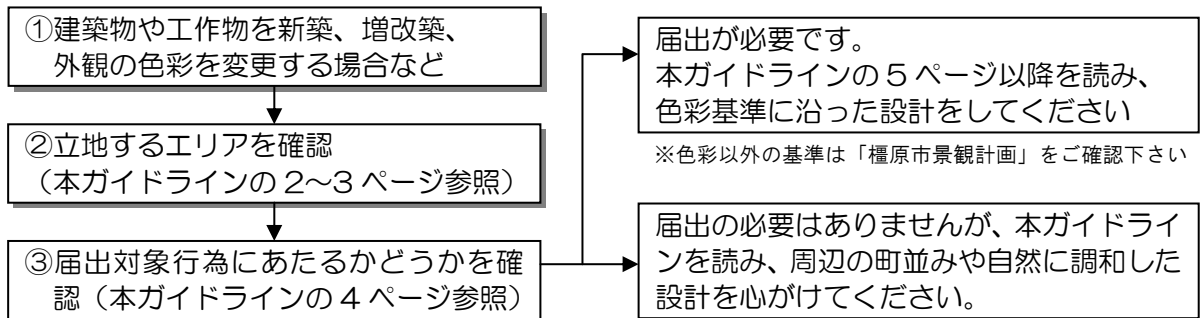 ①建築物や工作物を新築、増改築、
外観の色彩を変更する場合など
②立地するエリアを確認
（本ガイドラインの2～3ページ参照）
③届出対象行為にあたるかどうかを確
認（本ガイドラインの4ページ参照）
届出が必要です。
本ガイドラインの5ページ以降を読み、
色彩基準に沿った設計をしてください
※色彩以外の基準は「橿原市景観計画」をご確認下さい
届出の必要はありませんが、本ガイドライ
ンを読み、周辺の町並みや自然に調和した
設計を心がけてください。